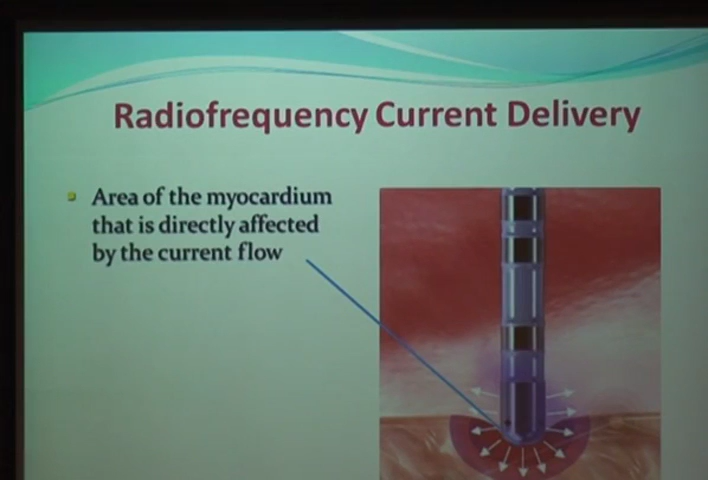 Radiofrequency Current Delivery
Area of the myocardium
that is directly affected
by the current flow